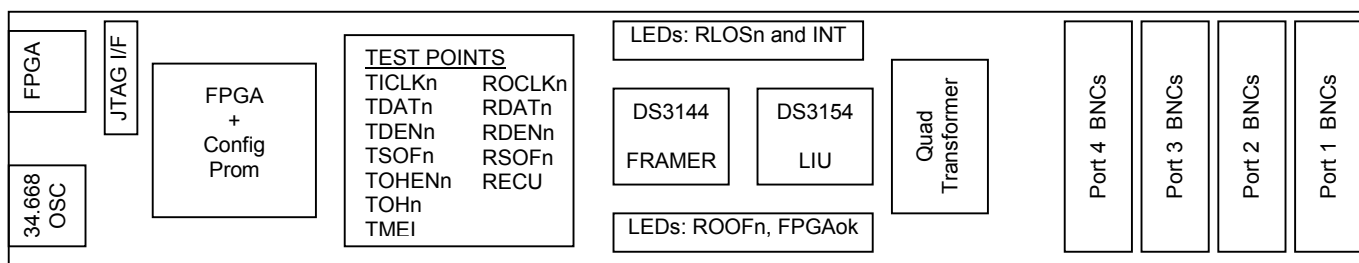 FPGA
34.668
OSC
JTAG I/F
FPGA
+
Config
Prom
TEST POINTS
TICLKn ROCLKn
TDATn RDATn
TDENn RDENn
TSOFn RSOFn
TOHENn RECU
TOHn
TMEI
LEDs: RLOSn and INT
DS3144
FRAMER
DS3154
LIU
LEDs: ROOFn, FPGAok
Quad
Transformer
Port 4 BNCs
Port 3 BNCs
Port 2 BNCs
Port 1 BNCs